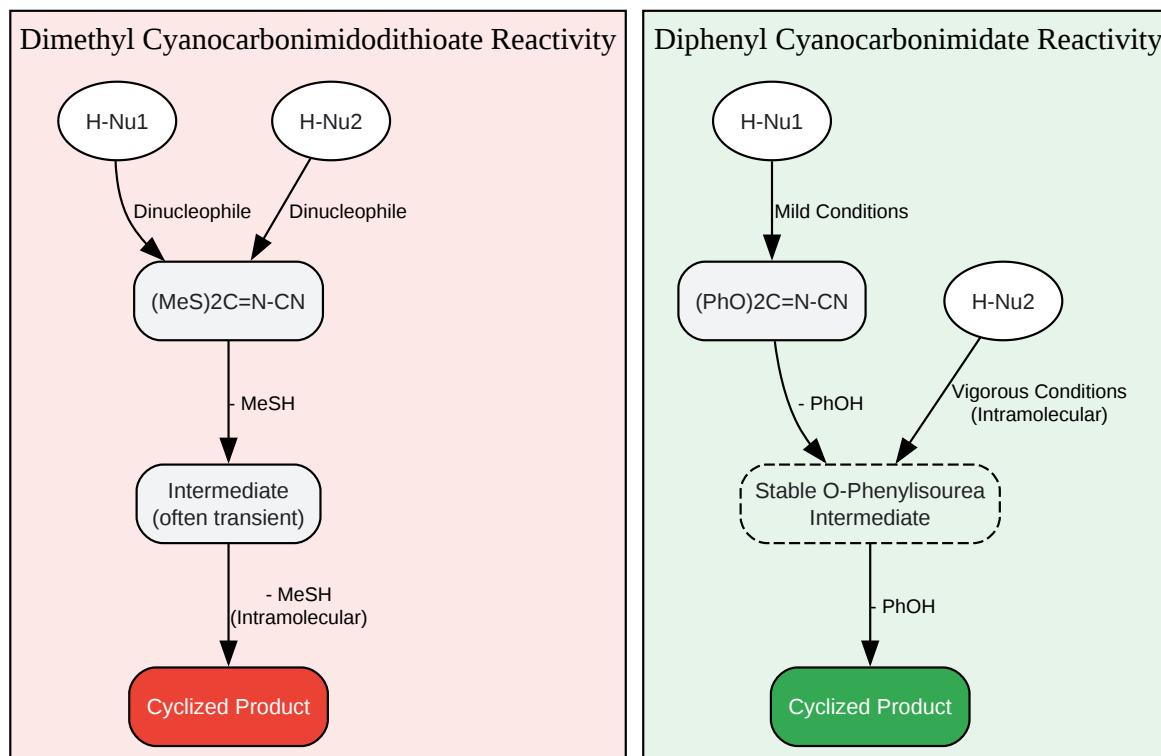 Dimethyl Cyanocarbonimidodithioate Reactivity
H-Nu1
H-Nu2
Dinucleophile
Dinucleophile
(MeS)2C=N-CN
- MeSH
Intermediate
(often transient)
- MeSH
(Intramolecular)
Cyclized Product
Diphenyl Cyanocarbonimidate Reactivity
H-Nu1
Mild Conditions
(PhO)2C=N-CN
H-Nu2
- PhOH
Vigorous Conditions
(Intramolecular)
Stable O-Phenylisourea
Intermediate
- PhOH
Cyclized Product